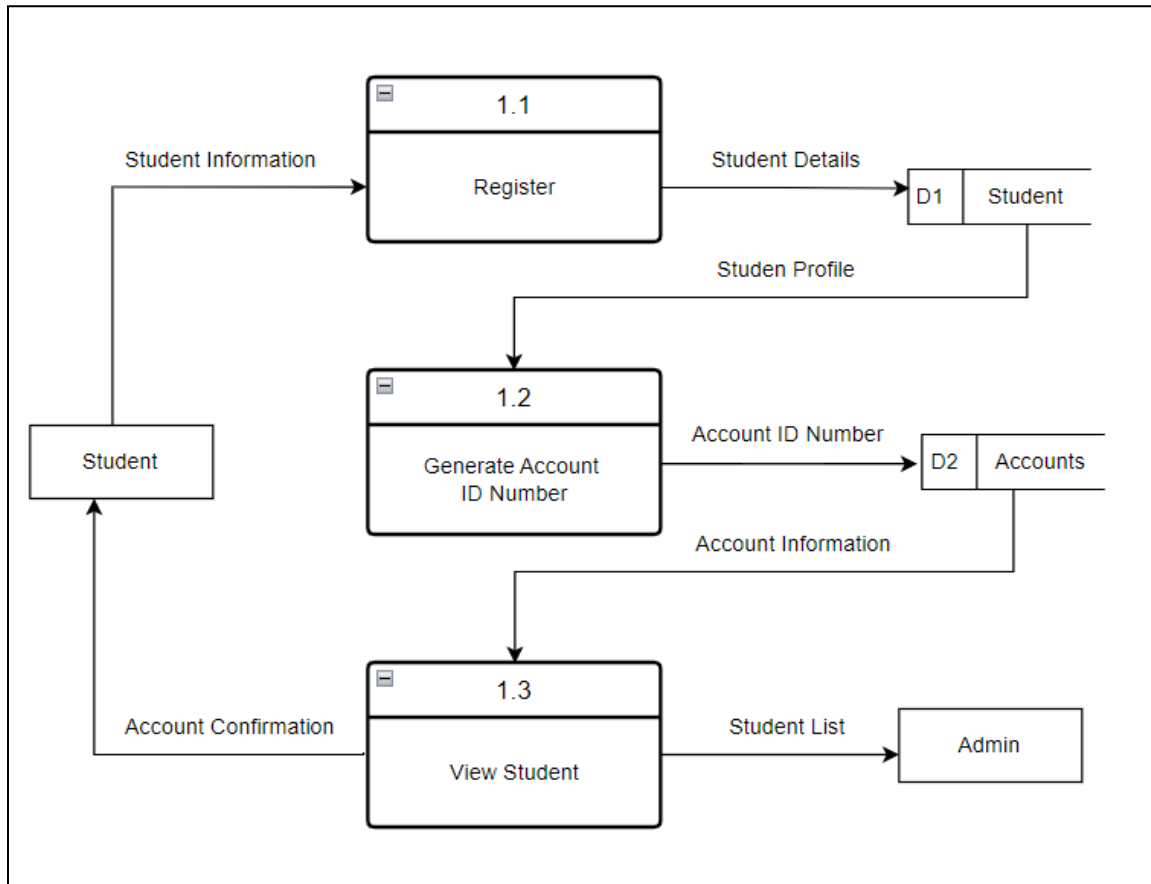 1.1
Student Information
Register
Student Details
D1
Student
Studen Profile
1.2
Student
Generate Account
ID Number
Account ID Number
D2
Accounts
Account Information
1.3
Account Confirmation
View Student
Student List
Admin